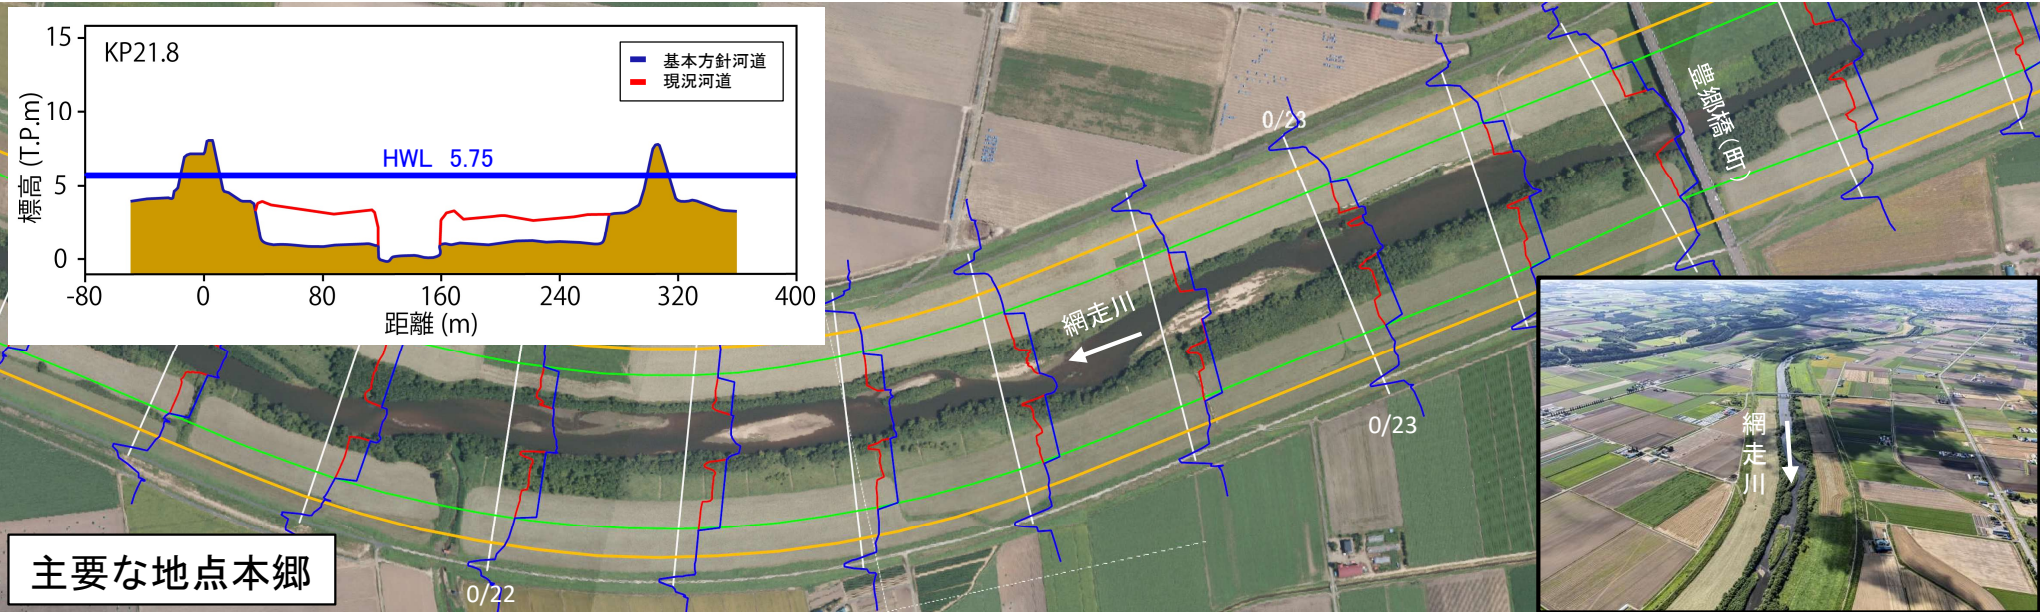 KP21.8
基本方針河道
現況河道
HWL 5.75
標高 (T.P.m)
15
10
5
0
-80 0 80 160 240 320 400
距離 (m)
0/23
豊郷橋(町)
網走川
0/23
0/22
網走川
主要な地点本郷